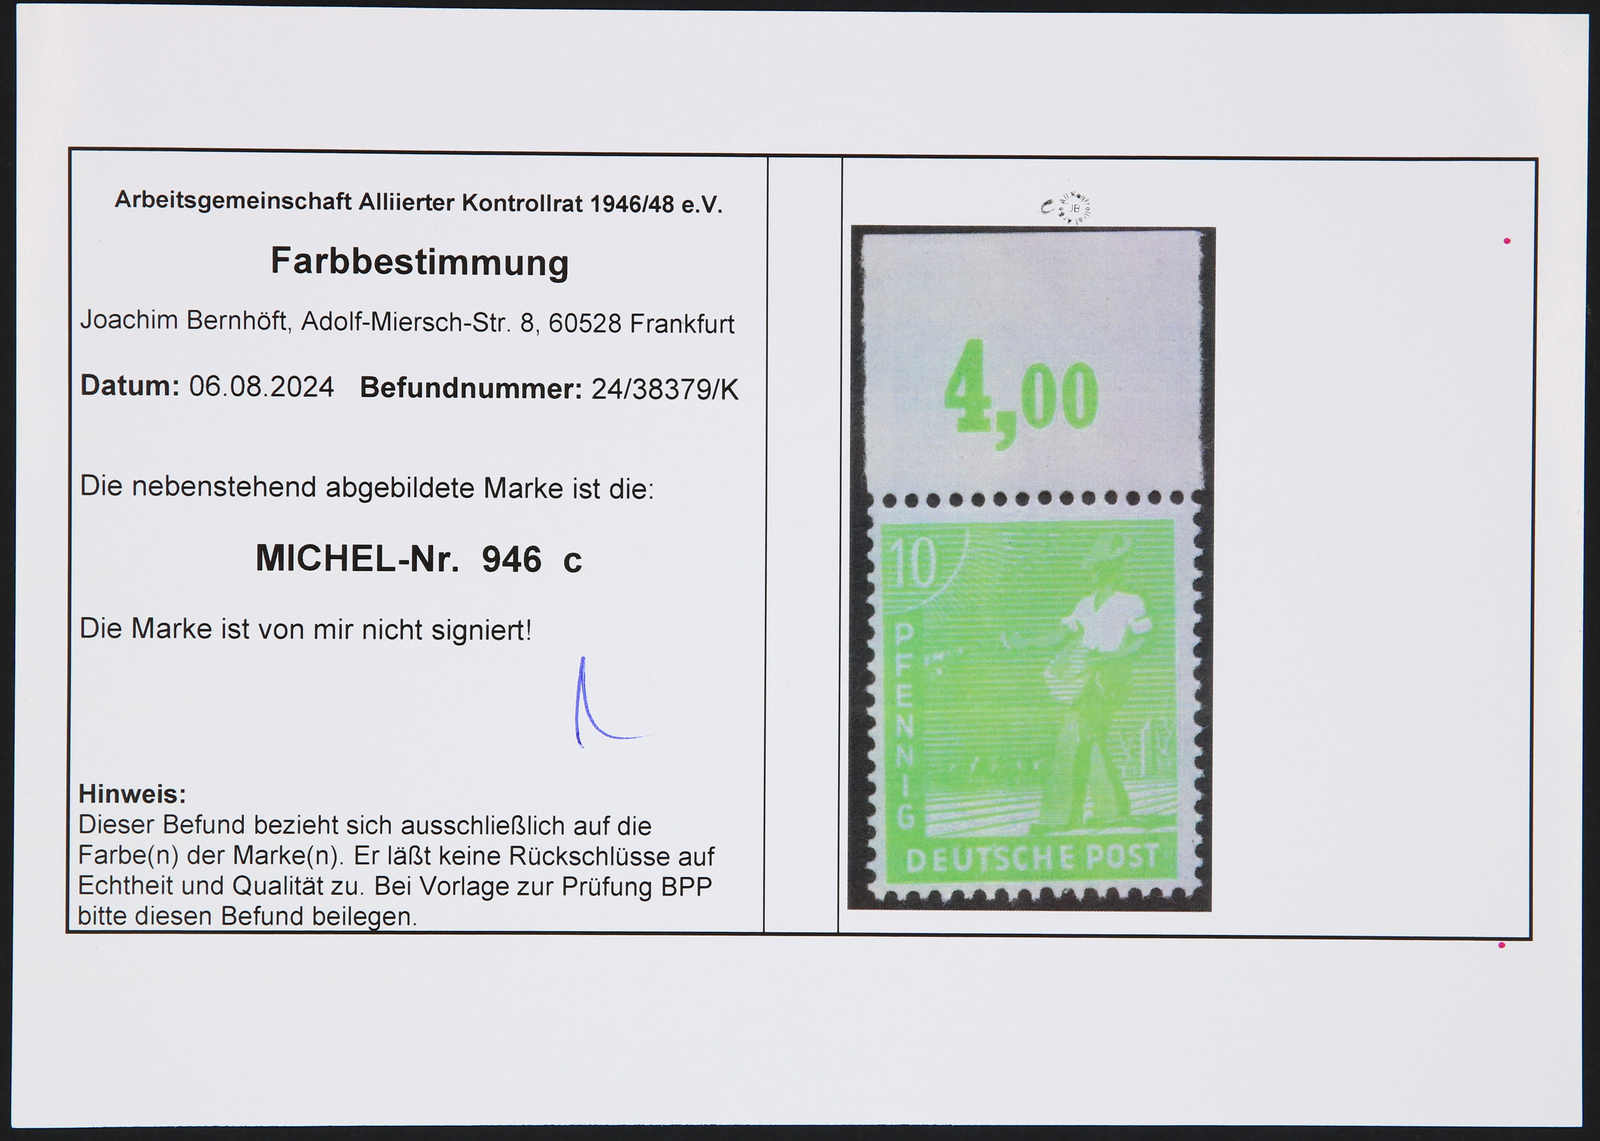 Arbeitsgemeinschaft Alliierter Kontrollrat 1946/48 e.V.
Farbbestimmung
Joachim Bernhöft, Adolf-Miersch-Str. 8, 60528 Frankfurt
Datum: 06.08.2024 Befundnummer: 24/38379/K
Die nebenstehend abgebildete Marke ist die:
MICHEL-Nr. 946 c
Die Marke ist von mir nicht signiert!
Hinweis:
Dieser Befund bezieht sich ausschließlich auf die
Farbe(n) der Marke(n). Er läßt keine Rückschlüsse auf
Echtheit und Qualität zu. Bei Vorlage zur Prüfung BPP
bitte diesen Befund beilegen.
c
JB
4,00
10
PFENNIG
DEUTSCHE POST